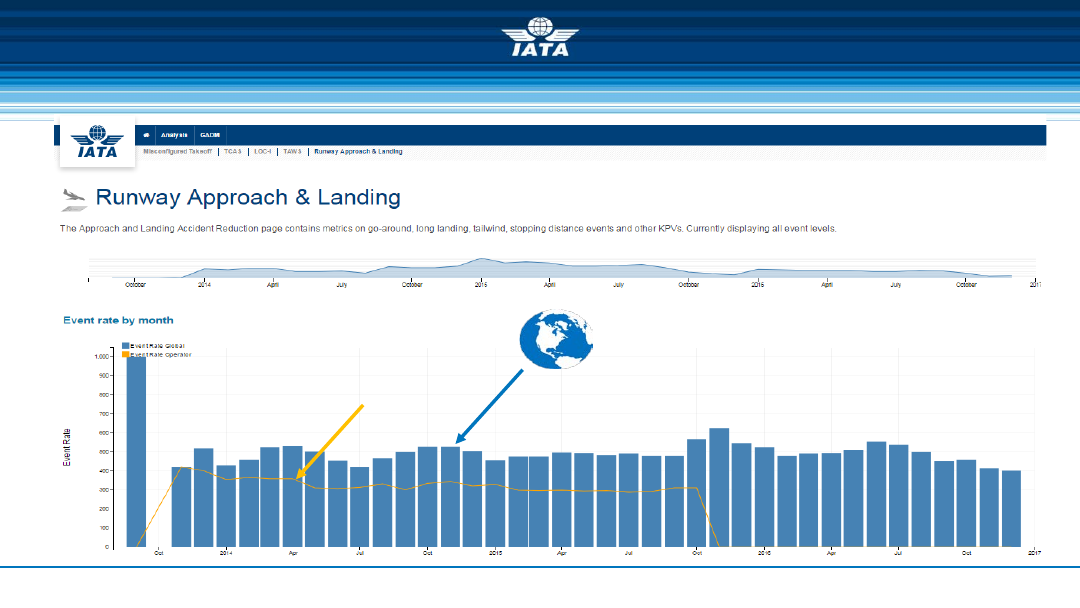 IATA
IATA
Analysis GADM
Misconfigured Takeoff | TCAS | LOC-I | TAWS | Runway Approach & Landing
Runway Approach & Landing
The Approach and Landing Accident Reduction page contains metrics on go-around, long landing, tailwind, stopping distance events and other KPVs. Currently displaying all event levels.
October 2014 April July October 2015 April July October 2016 April July October 2017
Event rate by month
Event Rate Global
Event Rate Operator
1,000
900
800
700
600
500
400
300
200
100
0
Event Rate
Oct 2014 Apr Jul Oct 2015 Apr Jul Oct 2016 Apr Jul Oct 2017